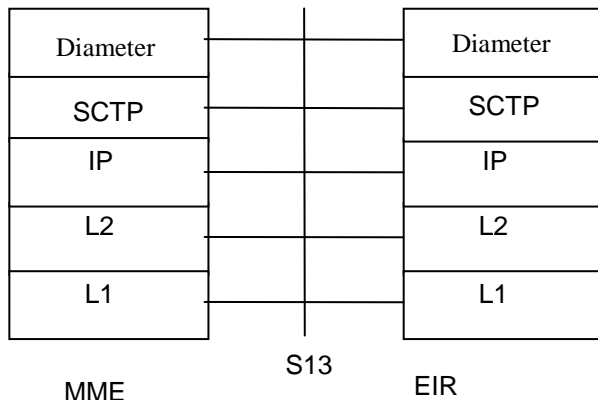 Diameter Diameter
SCTP SCTP
IP IP
L2 L2
L1 L1
S13
MME EIR